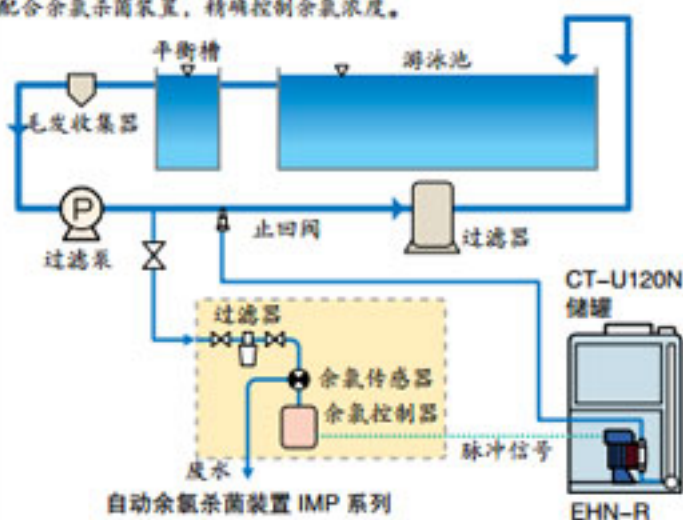 配合余氯杀菌装置，精确控制余氯浓度。
平衡槽
游泳池
毛发收集器
P
过滤泵
止回阀
过滤器
CT-U120N
储罐
过滤器
余氯传感器
余氯控制器
脉冲信号
废水
自动余氯杀菌装置 IMP 系列
EHN-R